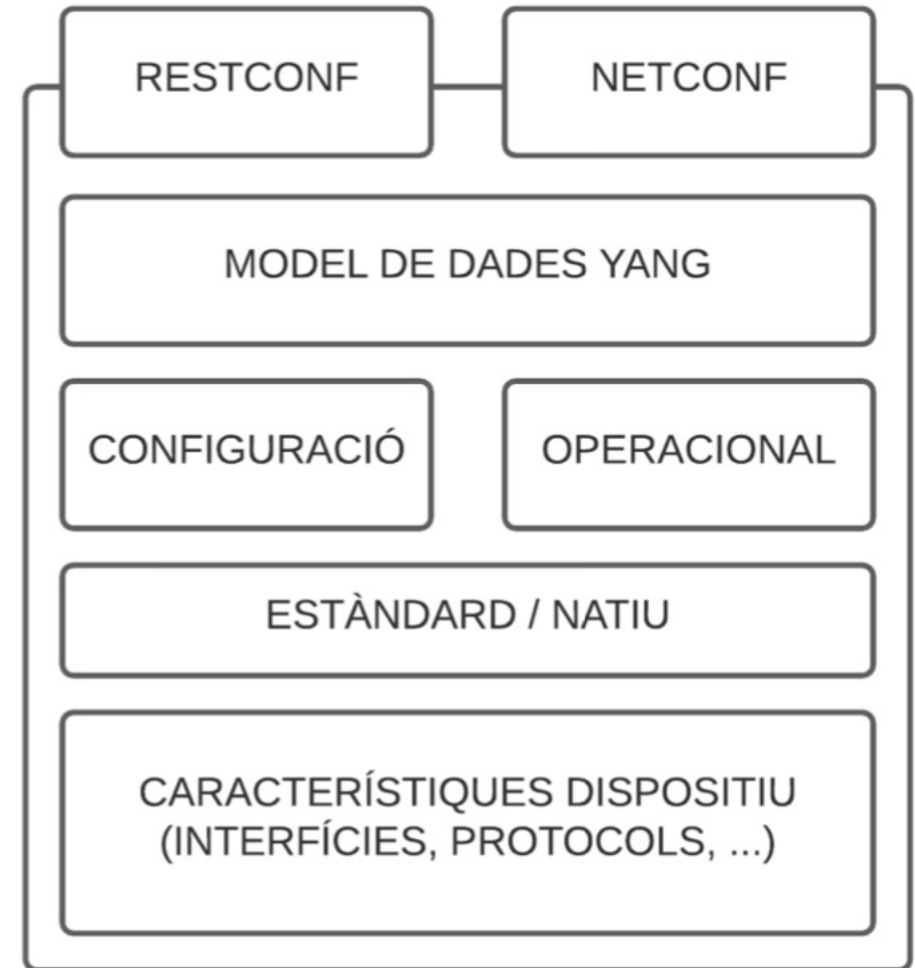 RESTCONF
NETCONF
MODEL DE DADES YANG
CONFIGURACIÓ
OPERACIONAL
ESTÀNDARD / NATIU
CARACTERÍSTIQUES DISPOSITIU
(INTERFÍCIES, PROTOCOLS, ...)